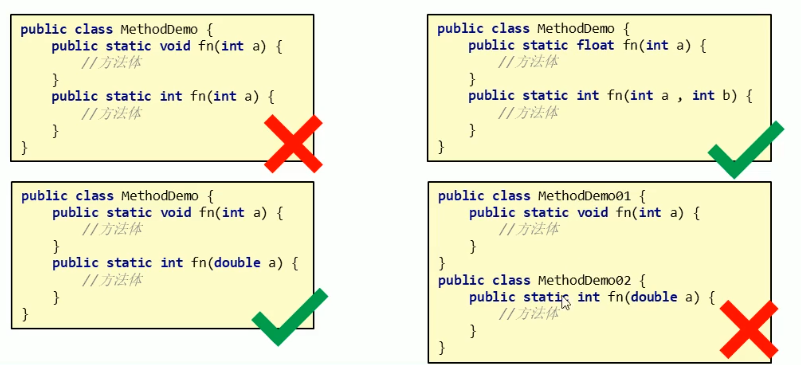 public class MethodDemo {
public static void fn(int a) {
//方法体
}
public static int fn(int a) {
//方法体
}
}
public class MethodDemo {
public static float fn(int a) {
//方法体
}
public static int fn(int a , int b) {
//方法体
}
}
public class MethodDemo {
public static void fn(int a) {
//方法体
}
public static int fn(double a) {
//方法体
}
}
public class MethodDemo01 {
public static void fn(int a) {
//方法体
}
}
public class MethodDemo02 {
public static int fn(double a) {
//方法体
}
}